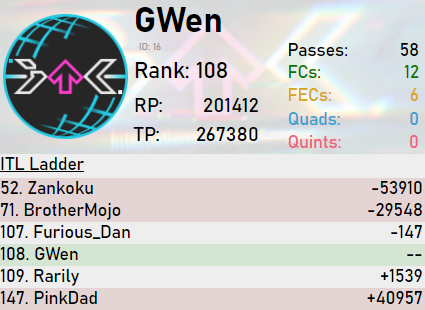 GWen
ID: 16
Rank: 108
RP: 201412
TP: 267380
Passes: 58
FCs: 12
FECs: 6
Quads: 0
Quints: 0
ITL Ladder
52. Zankoku -53910
71. BrotherMojo -29548
107. Furious_Dan -147
108. GWen --
109. Rarily +1539
147. PinkDad +40957